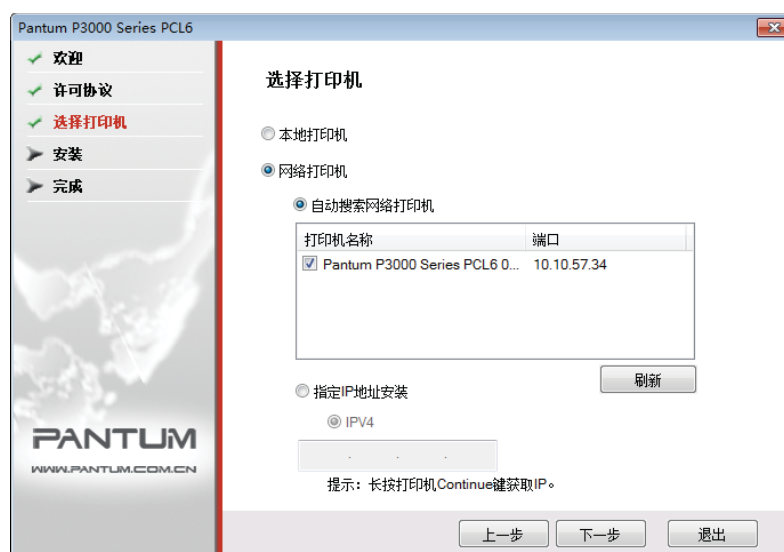 Pantum P3000 Series PCL6
欢迎
许可协议
选择打印机
安装
完成
PANTUM
WWW.PANTUM.COM.CN
选择打印机
本地打印机
网络打印机
自动搜索网络打印机
打印机名称 端口
Pantum P3000 Series PCL6 0... 10.10.57.34
刷新
指定IP地址安装
IPV4
. . .
提示：长按打印机Continue键获取IP。
上一步 下一步 退出